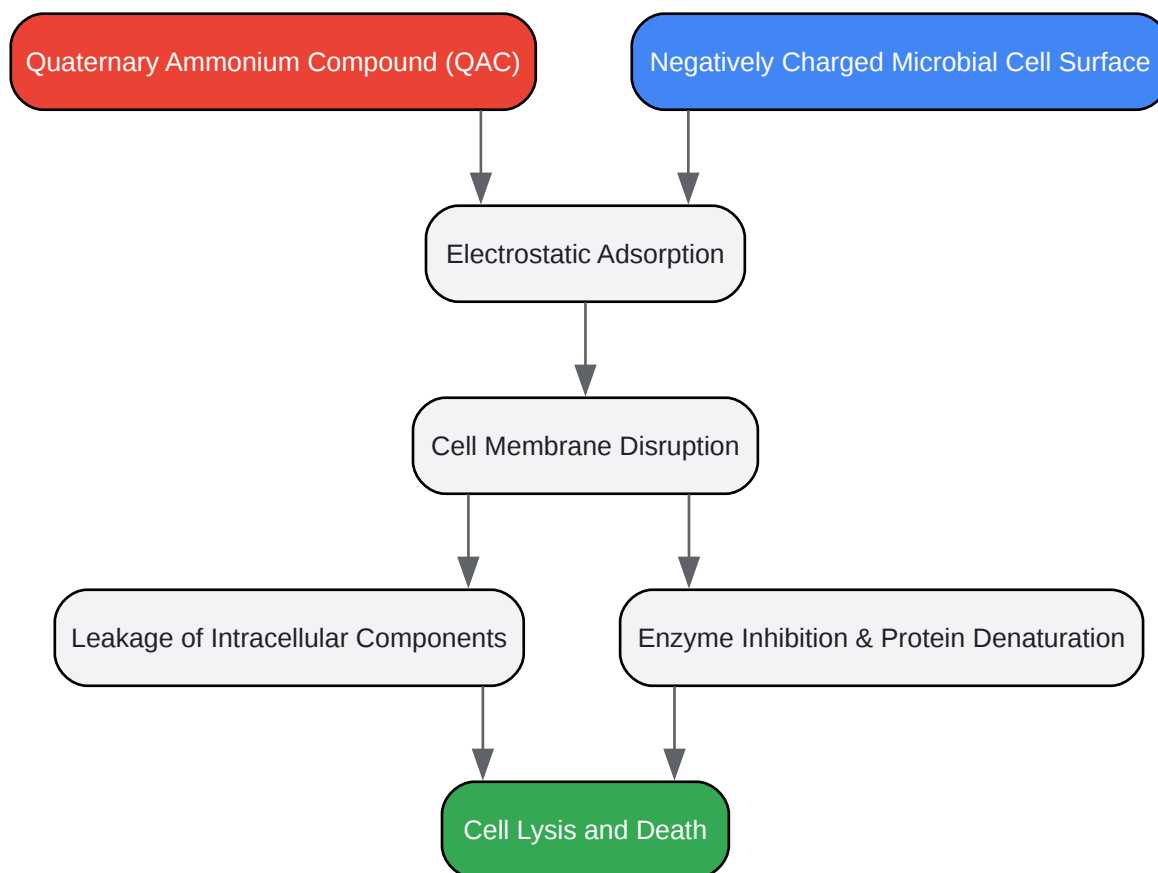 Quaternary Ammonium Compound (QAC)
Negatively Charged Microbial Cell Surface
Electrostatic Adsorption
Cell Membrane Disruption
Leakage of Intracellular Components
Enzyme Inhibition & Protein Denaturation
Cell Lysis and Death